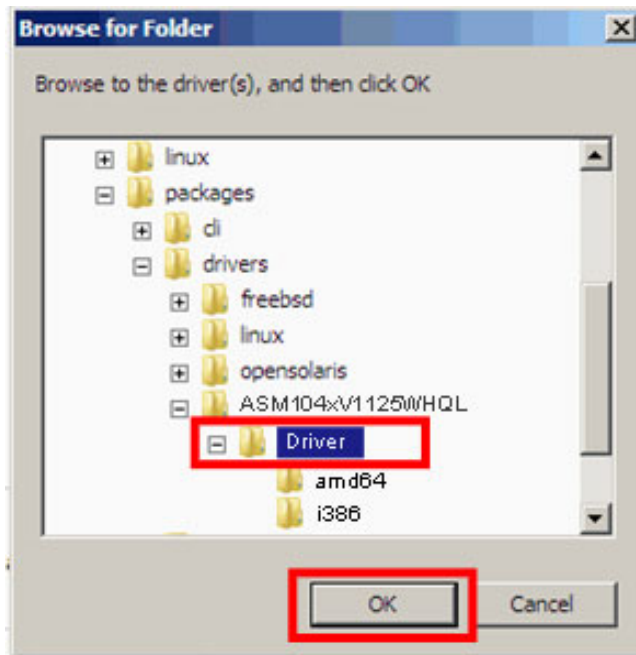 Browse for Folder
Browse to the driver(s), and then click OK
linux
packages
cli
drivers
freebsd
linux
opensolaris
ASM104xV1125WHQL
Driver
amd64
i386
OK Cancel